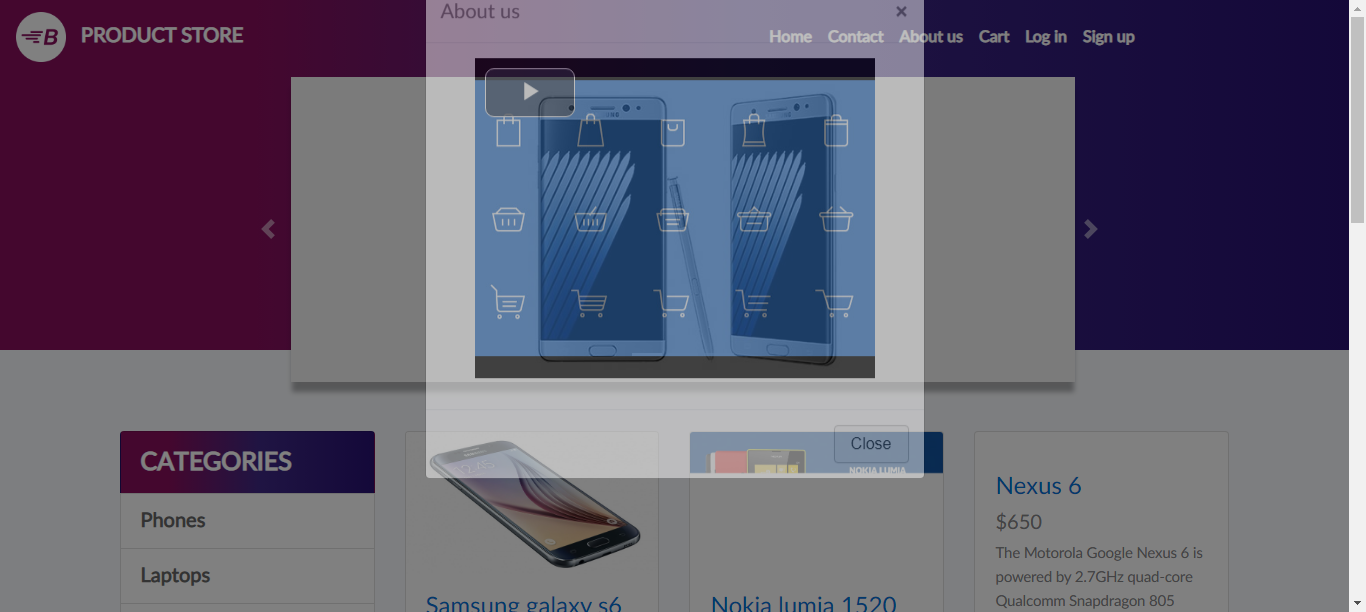 About us ×
PRODUCT STORE
Home Contact About us Cart Log in Sign up
CATEGORIES
Phones
Laptops
Samsung galaxy s6
NOKIA LUMIA
Close
Nokia lumia 1520
Nexus 6
$650
The Motorola Google Nexus 6 is
powered by 2.7GHz quad-core
Qualcomm Snapdragon 805